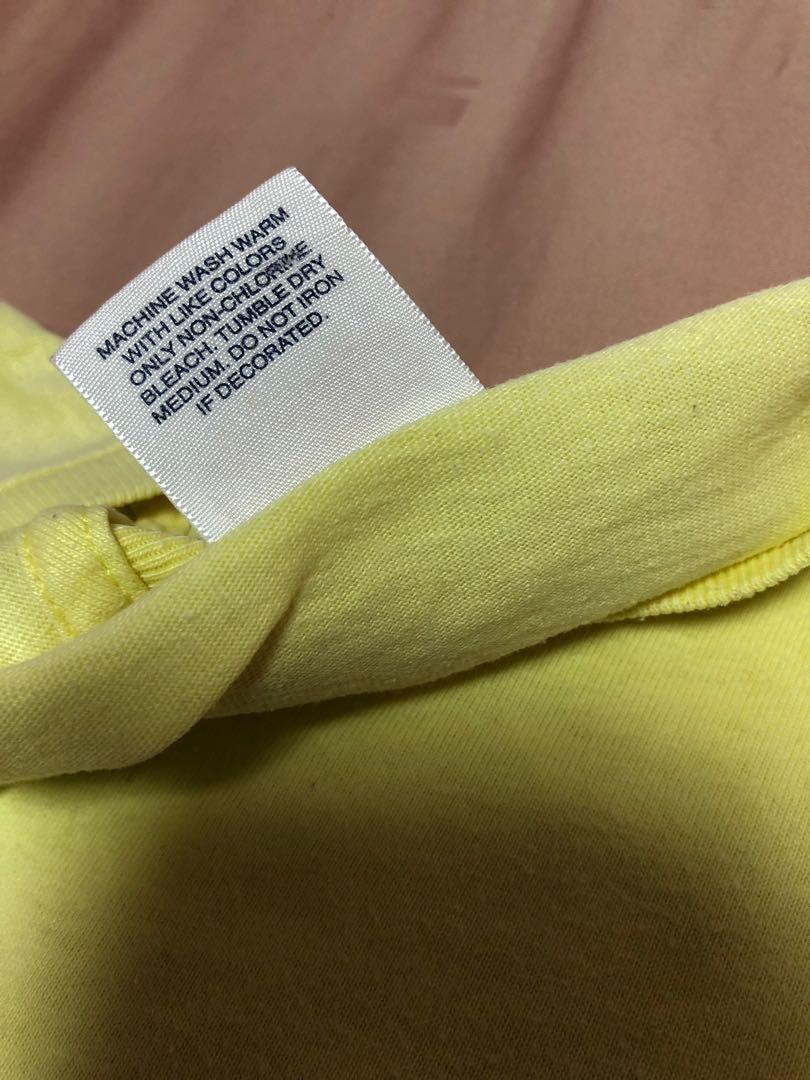 MACHINE WASH WARM
WITH LIKE COLORS
ONLY NON-CHLORINE
BLEACH. TUMBLE DRY
MEDIUM. DO NOT IRON
IF DECORATED.